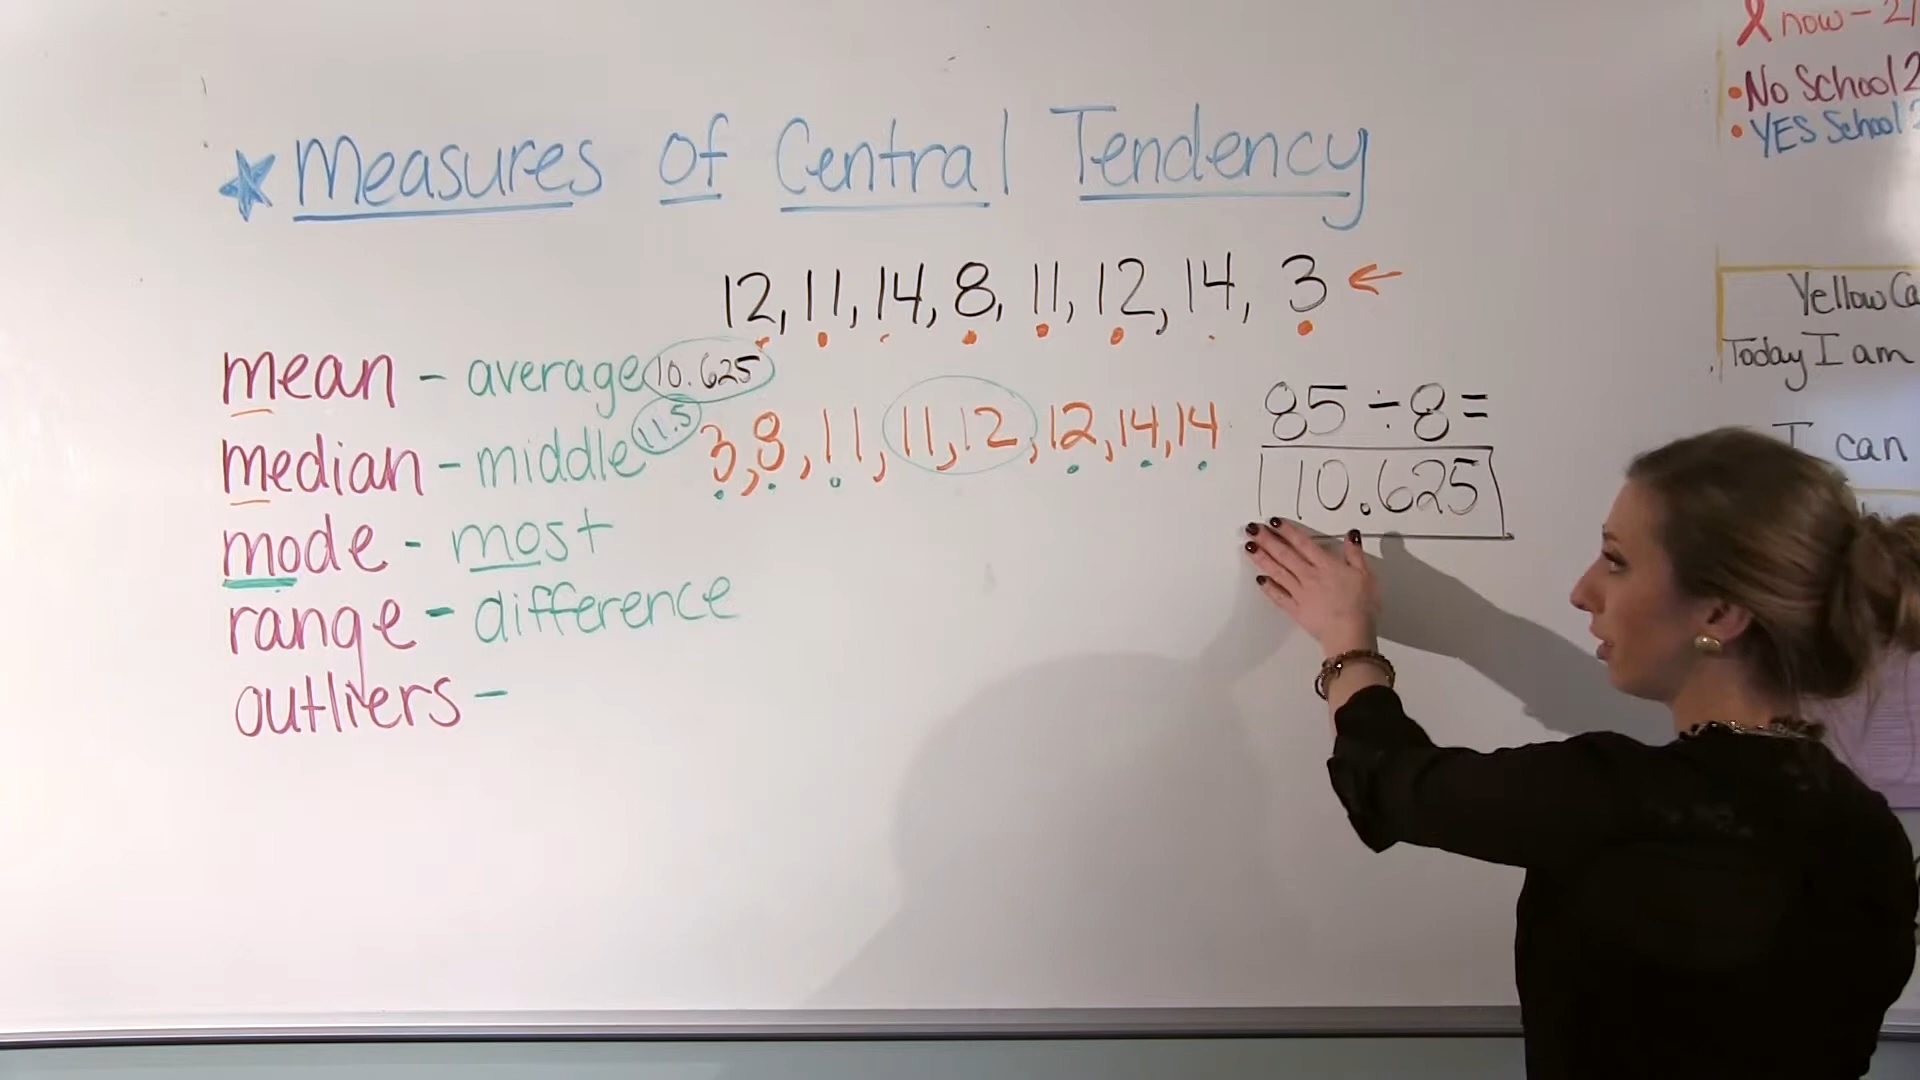 ★ Measures of Central Tendency
12, 11, 14, 8, 11, 12, 14, 3 ←
mean - average 10.625
median - middle 11.5
3, 8, 11, 11, 12, 12, 14, 14
85 ÷ 8 =
10.625
mode - most
range - difference
outliers -
now - 
• No School 2
• YES School
Yellow Ca
Today I am
I can